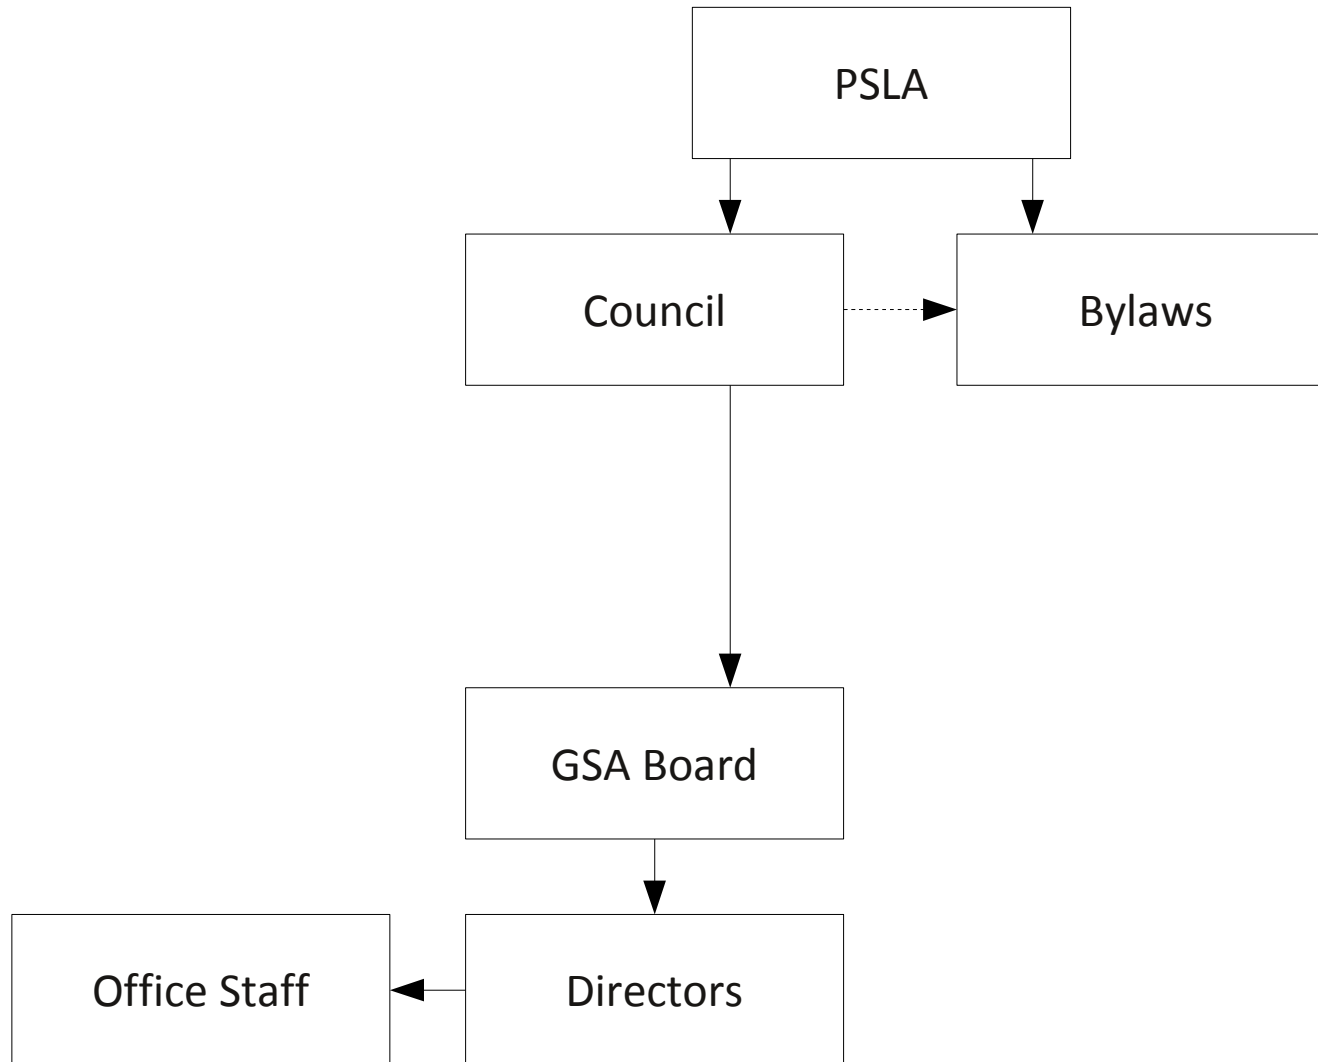 PSLA
Council
Bylaws
GSA Board
Office Staff
Directors